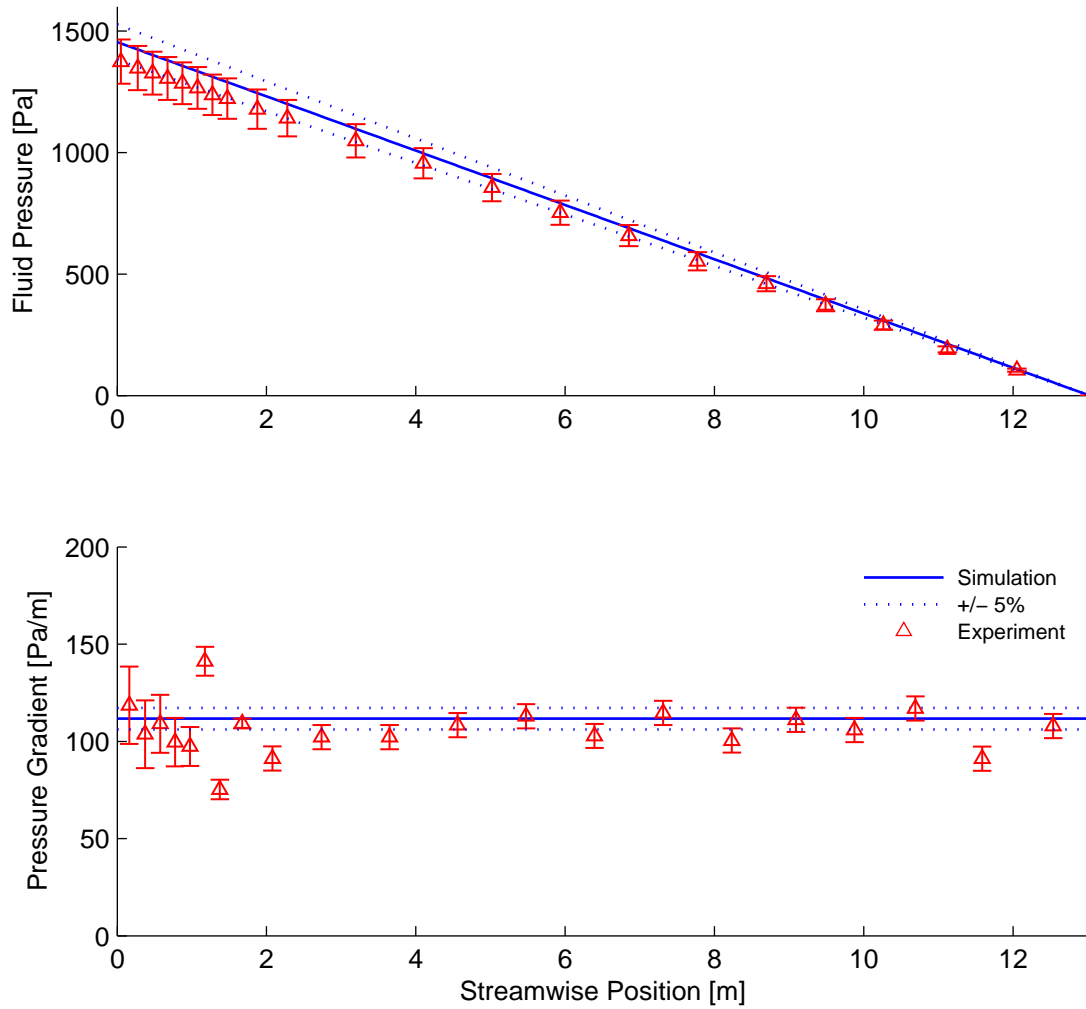 1500
1000
500
0
Fluid Pressure [Pa]
0 2 4 6 8 10 12
200
150
100
50
0
Pressure Gradient [Pa/m]
Simulation
+/− 5%
Experiment
0 2 4 6 8 10 12
Streamwise Position [m]